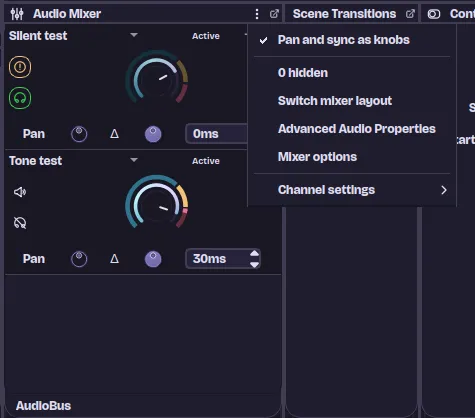 Audio Mixer
Scene Transitions
Silent test
Active
Pan
Δ
0ms
Tone test
Active
Pan
Δ
30ms
AudioBus
Pan and sync as knobs
0 hidden
Switch mixer layout
Advanced Audio Properties
Mixer options
Channel settings